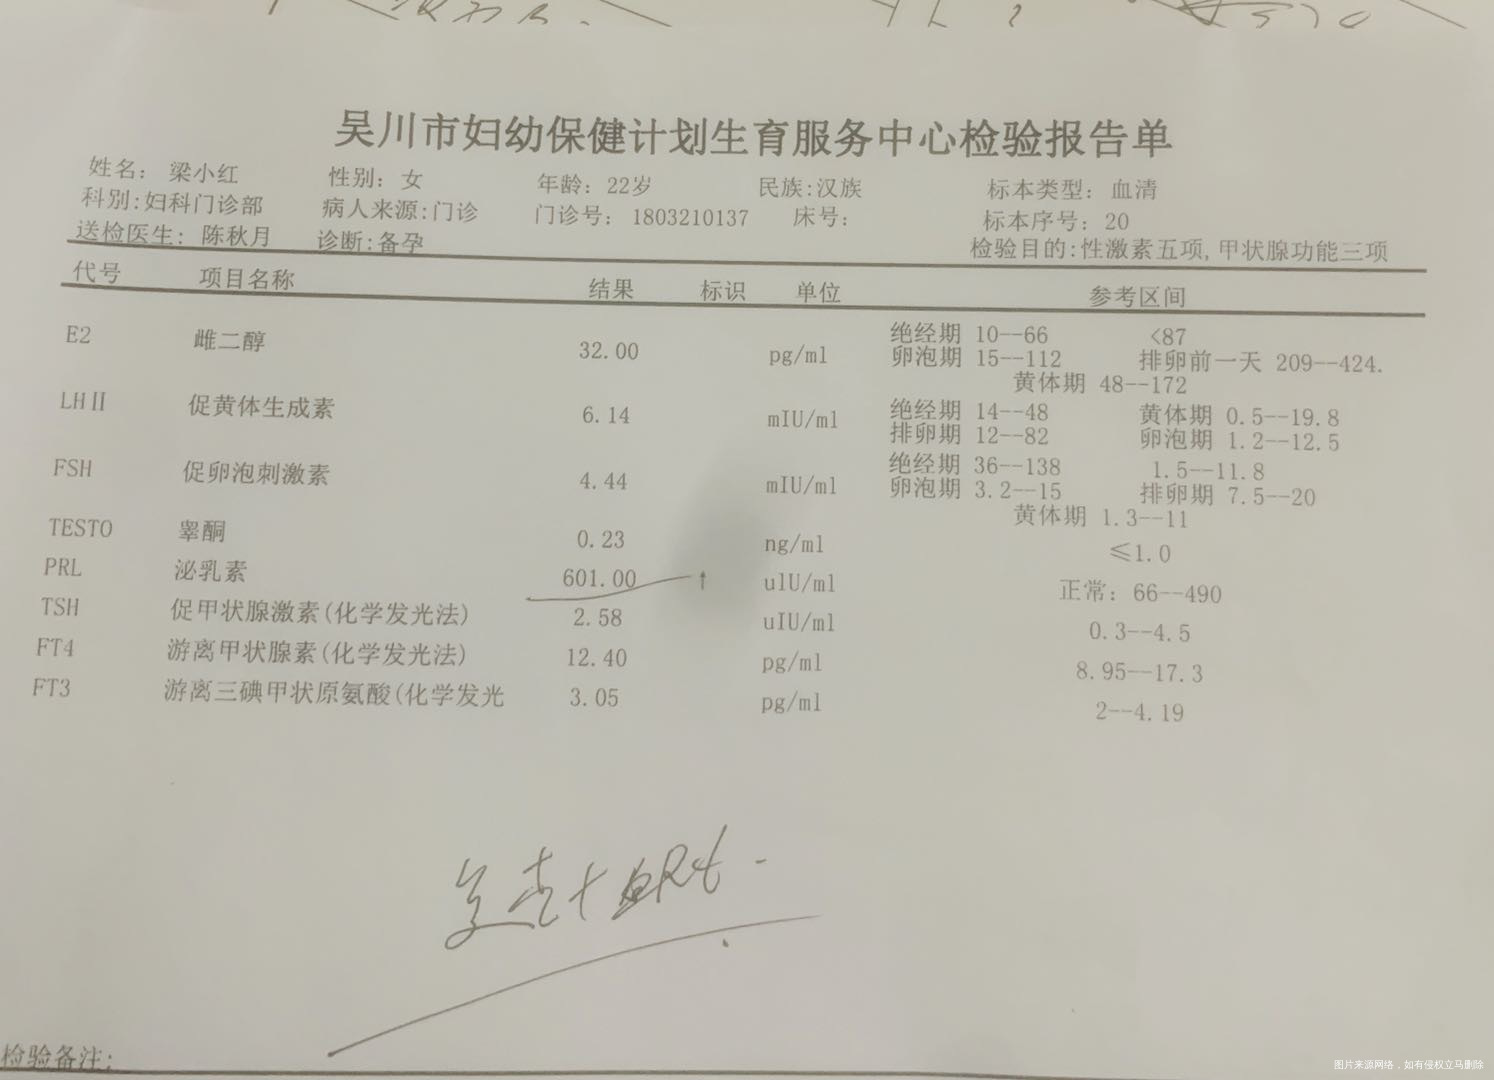 吴川市妇幼保健计划生育服务中心检验报告单
姓名： 梁小红 性别：女 年龄：22岁 民族:汉族 标本类型：血清
科别:妇科门诊部 病人来源:门诊 门诊号： 1803210137 床号： 标本序号：20
送检医生: 陈秋月 诊断:备孕 检验目的:性激素五项,甲状腺功能三项
代号 项目名称 结果 标识 单位 参考区间
E2 雌二醇 32.00 pg/ml 绝经期 10--66 <87
卵泡期 15--112 排卵前一天 209--424.
黄体期 48--172
LHⅡ 促黄体生成素 6.14 mIU/ml 绝经期 14--48 黄体期 0.5--19.8
排卵期 12--82 卵泡期 1.2--12.5
FSH 促卵泡刺激素 4.44 mIU/ml 绝经期 36--138 1.5--11.8
卵泡期 3.2--15 排卵期 7.5--20
黄体期 1.3--11
TESTO 睾酮 0.23 ng/ml ≤1.0
PRL 泌乳素 601.00 ↑ uIU/ml 正常：66--490
TSH 促甲状腺激素(化学发光法) 2.58 uIU/ml 0.3--4.5
FT4 游离甲状腺素(化学发光法) 12.40 pg/ml 8.95--17.3
FT3 游离三碘甲状原氨酸(化学发光 3.05 pg/ml 2--4.19
检验备注:
图片来源网络，如有侵权立马删除